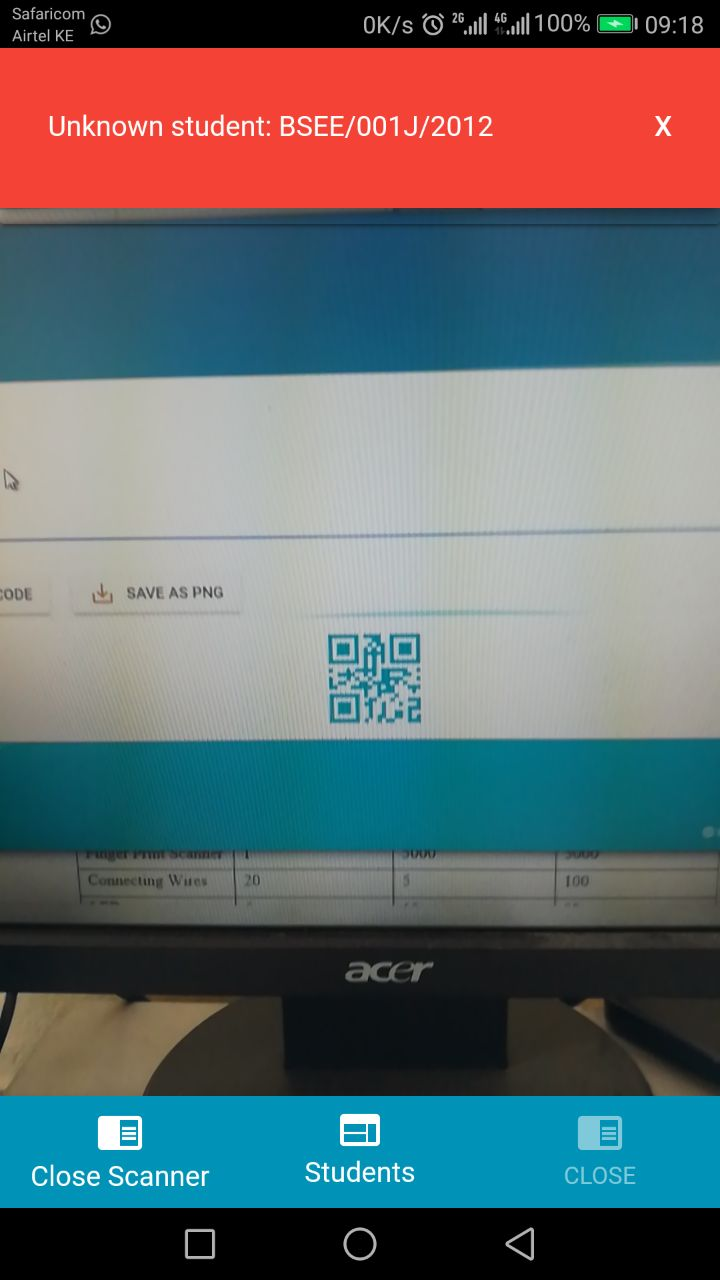 Safaricom
Airtel KE
0K/s 2G 4G 100% 09:18
Unknown student: BSEE/001J/2012 X
CODE SAVE AS PNG
Finger Print Scanner 1 5000 5000
Connecting Wires 20 5 100
acer
Close Scanner Students CLOSE